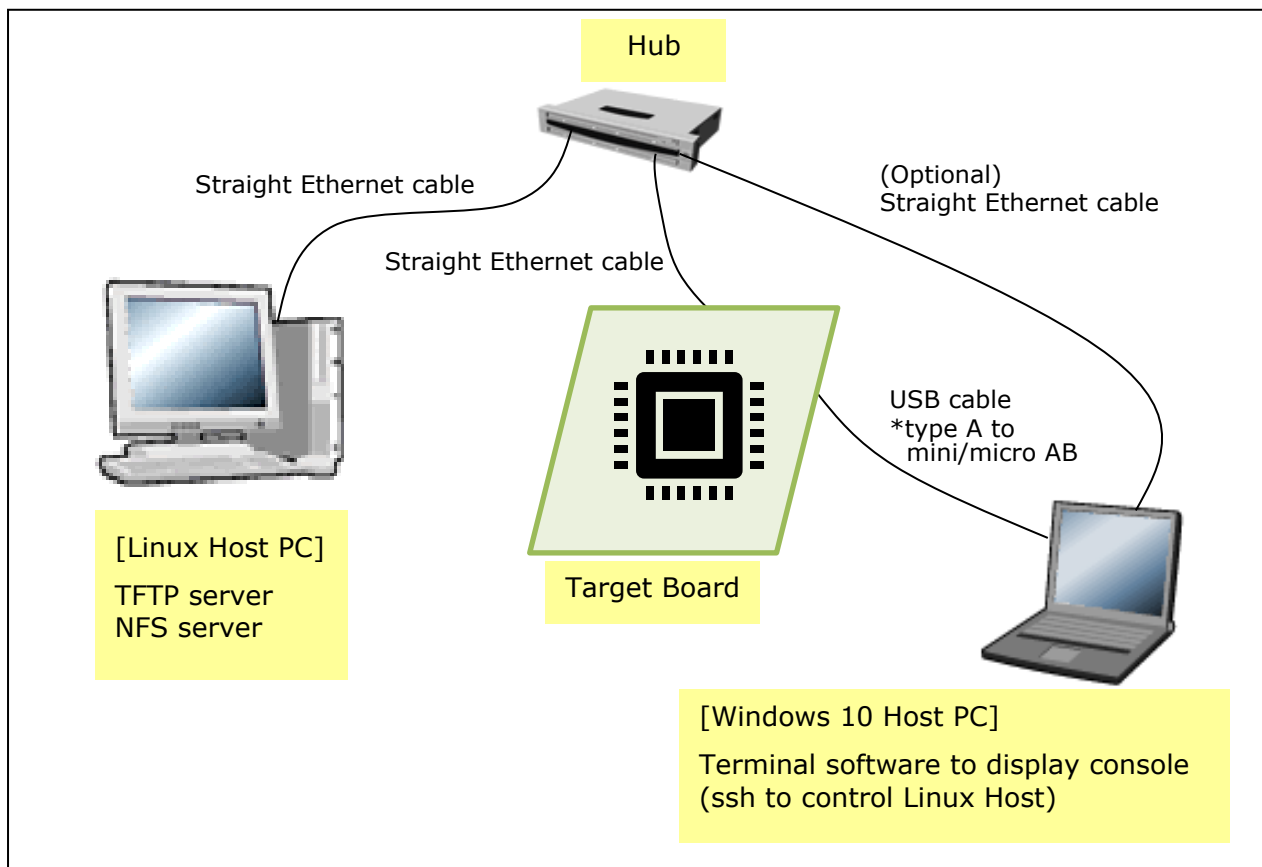 Hub
Straight Ethernet cable
(Optional)
Straight Ethernet cable
Straight Ethernet cable
USB cable
*type A to
mini/micro AB
[Linux Host PC]
TFTP server
NFS server
Target Board
[Windows 10 Host PC]
Terminal software to display console
(ssh to control Linux Host)